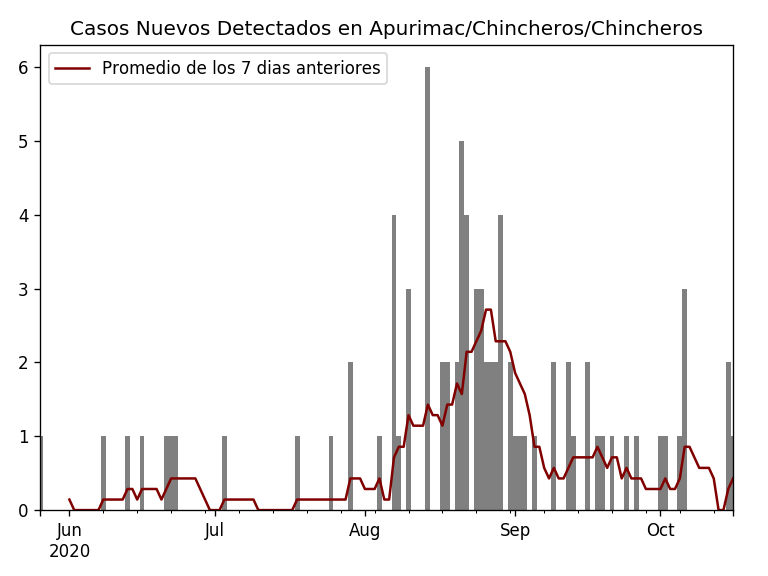 Casos Nuevos Detectados en Apurimac/Chincheros/Chincheros
Promedio de los 7 dias anteriores
6
5
4
3
2
1
0
Jun Jul Aug Sep Oct
2020